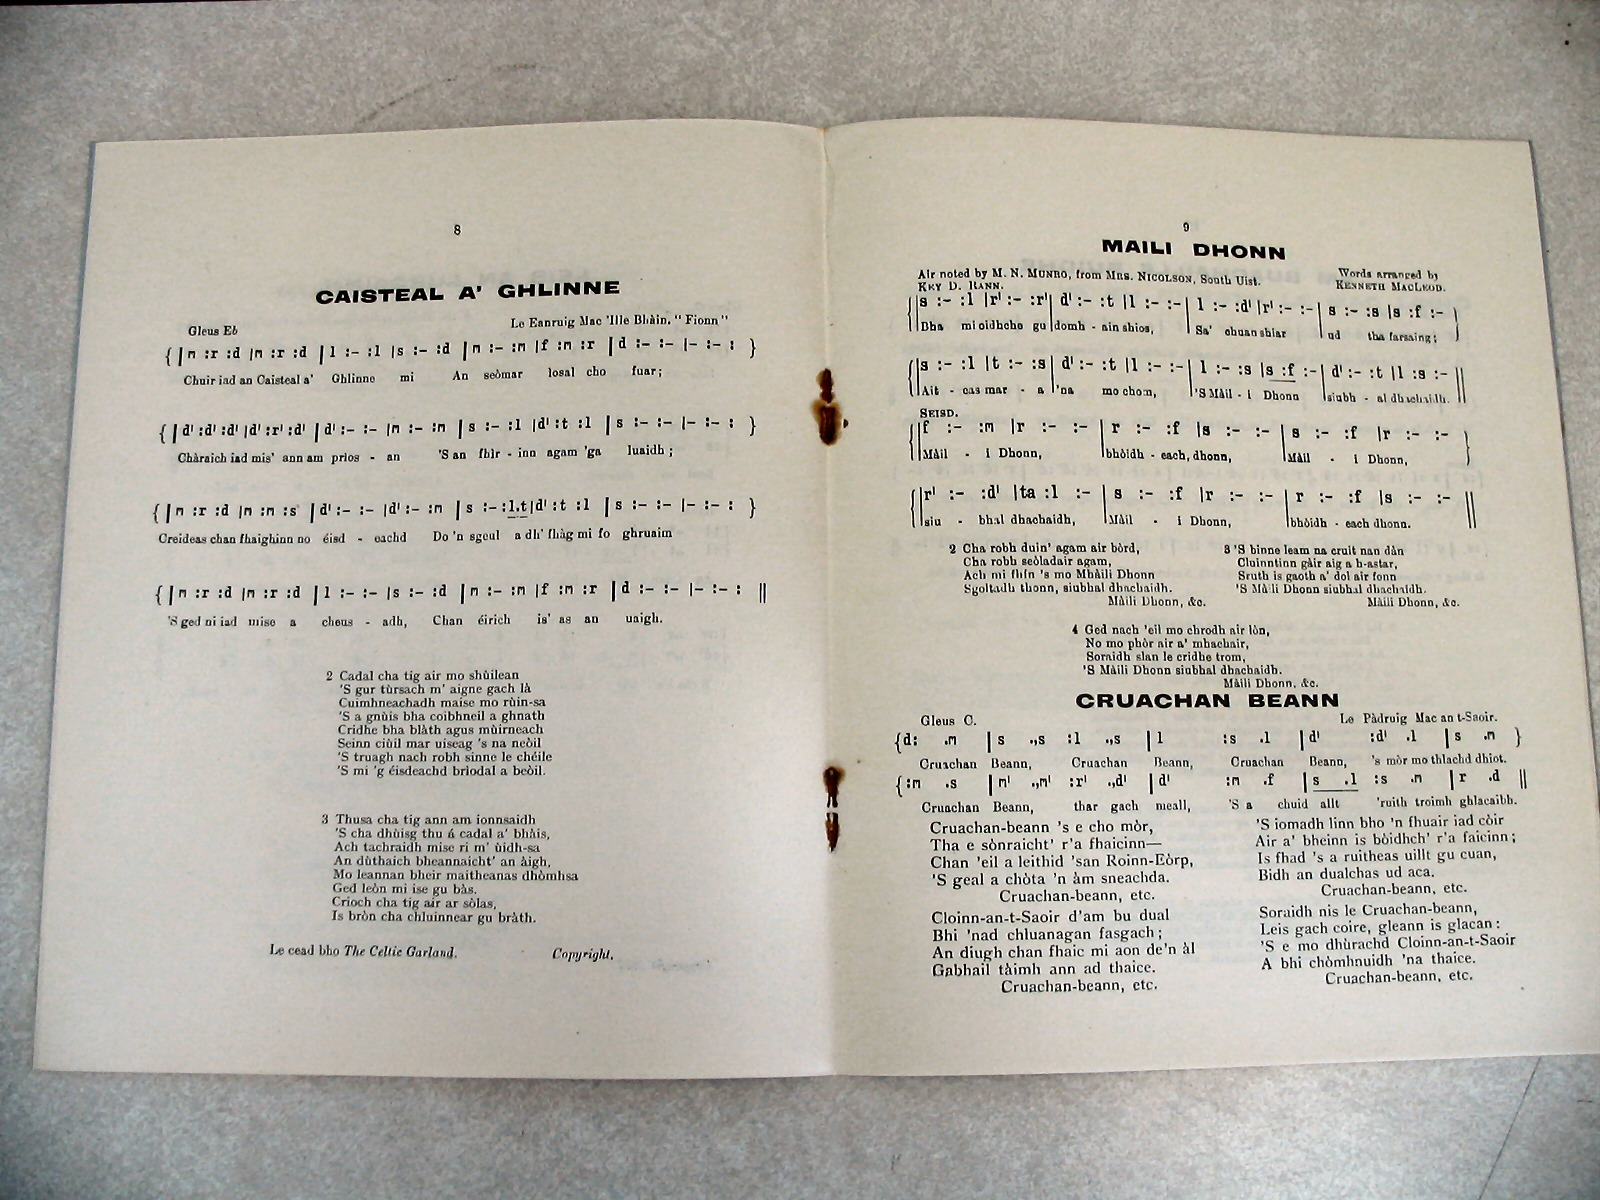 8
CAISTEAL A' GHLINNE
Gleus Eb
Le Eanruig Mac 'Ille Bhàin. "Fionn"
{ | m :r :d |m :r :d | l :- :l |s :- :d | m :- :m |f :m :r | d :- :- |- :- : }
Chuir iad an Caisteal a' Ghlinne mi An seòmar losal cho fuar;
{ | d' :d' :d' |d' :r' :d' | d' :- :- |m :- :m | s :- :l |d' :t :l | s :- :- |- :- : }
Chàraich iad mis' ann am prìos - an 'S an fhìr - inn agam 'ga luaidh;
{ | m :r :d |m :m :s | d' :- :- |d' :- :m | s :- :l.t |d' :t :l | s :- :- |- :- : }
Creideas chan fhaighinn no éisd - eachd Do 'n sgeul a dh' fhàg mi fo ghruaim
{ | m :r :d |m :r :d | l :- :- |s :- :d | m :- :m |f :m :r | d :- :- |- :- : ||
'S ged ni iad mise a cheus - adh, Chan éirich is' as an uaigh.
2 Cadal cha tig air mo shùilean
'S gur tùrsach m' aigne gach là
Cuimhneachadh maise mo rùin-sa
'S a gnùis bha coibhneil a ghnath
Cridhe bha blàth agus mùirneach
Seinn ciùil mar uiseag 's na neòil
'S truagh nach robh sinne le chéile
'S mi 'g éisdeachd brìodal a beòil.
3 Thusa cha tig ann am ionnsaidh
'S cha dhùisg thu á cadal a' bhàis,
Ach tachraidh mise ri m' ùidh-sa
An dùthaich bheannaicht' an àigh,
Mo leannan bheir maitheanas dhòmhsa
Ged leòn mi ise gu bàs.
Crìoch cha tig air ar sòlas,
Is bròn cha chluinnear gu bràth.
Le cead bho The Celtic Garland. Copyright.
9
MAILI DHONN
Air noted by M. N. MUNRO, from MRS. NICOLSON, South Uist.
Words arranged by
KENNETH MACLEOD.
KEY D. RANN.
{ | s :- :l |r' :- :r' | d' :- :t |l :- :- | l :- :d' |r' :- :- | s :- :s |s :f :- }
Dha mi oidhche gu domh - ain shìos, Sa' chuan shiar ud tha farsaing;
{ | s :- :l |t :- :s | d' :- :t |l :- :- | l :- :s |s :f :- | d' :- :t |l :s :- ||
Ait - eas mar - a 'na mo chom, 'S Màil - i Dhonn siubh - al dhachaidh.
SEISD.
{ | f :- :m |r :- :- | r :- :f |s :- :- | s :- :f |r :- :- }
Màil - i Dhonn, bhòidh - each, dhonn, Màil - i Dhonn,
{ | r' :- :d' |ta :l :- | s :- :f |r :- :- | r :- :f |s :- :- ||
siu - bhal dhachaidh, Màil - i Dhonn, bhòidh - each dhonn.
2 Cha robh duin' agam air bòrd,
Cha robh seòladair agam,
Ach mi fhìn 's mo Mhàili Dhonn
Sgoltadh thonn, siubhal dhachaidh.
Màili Dhonn, &c.
3 'S binne leam na cruit nan dàn
Cluinntinn gàir aig a h-astar,
Sruth is gaoth a' dol air fonn
'S Màili Dhonn siubhal dhachaidh.
Màili Dhonn, &c.
4 Ged nach 'eil mo chrodh air lòn,
No mo phòr air a' mhachair,
Soraidh slan le cridhe trom,
'S Màili Dhonn siubhal dhachaidh.
Màili Dhonn, &c.
CRUACHAN BEANN
Gleus C.
Le Pàdruig Mac an t-Saoir.
{ d: .m | s .,s :l .,s | l :s .l | d' :d' .l | s .m }
Cruachan Beann, Cruachan Beann, Cruachan Beann, 's mòr mo thlachd dhiot.
{ :m .s | m' .,m' :r' .,d' | d' :m .f | s .l :s .m | r .d ||
Cruachan Beann, thar gach meall, 'S a chuid allt 'ruith troimh ghlacaibh.
Cruachan-beann 's e cho mòr,
Tha e sònraicht' r'a fhaicinn—
Chan 'eil a leithid 'san Roinn-Eòrp,
'S geal a chòta 'n àm sneachda.
Cruachan-beann, etc.
Cloinn-an-t-Saoir d'am bu dual
Bhi 'nad chluanagan fasgach;
An diugh chan fhaic mi aon de'n àl
Gabhail tàimh ann ad thaice.
Cruachan-beann, etc.
'S iomadh linn bho 'n fhuair iad còir
Air a' bheinn is bòidhch' r'a faicinn;
Is fhad 's a ruitheas uillt gu cuan,
Bidh an dualchas ud aca.
Cruachan-beann, etc.
Soraidh nis le Cruachan-beann,
Leis gach coire, gleann is glacan:
'S e mo dhùrachd Cloinn-an-t-Saoir
A bhi chòmhnuidh 'na thaice.
Cruachan-beann, etc.